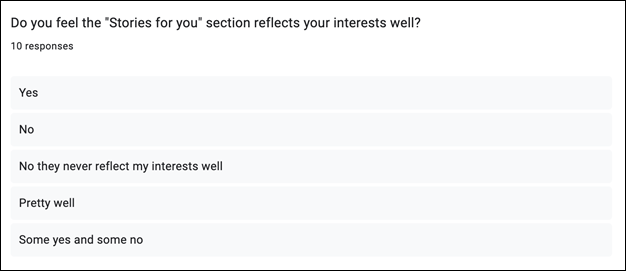 Do you feel the "Stories for you" section reflects your interests well?
10 responses
Yes
No
No they never reflect my interests well
Pretty well
Some yes and some no